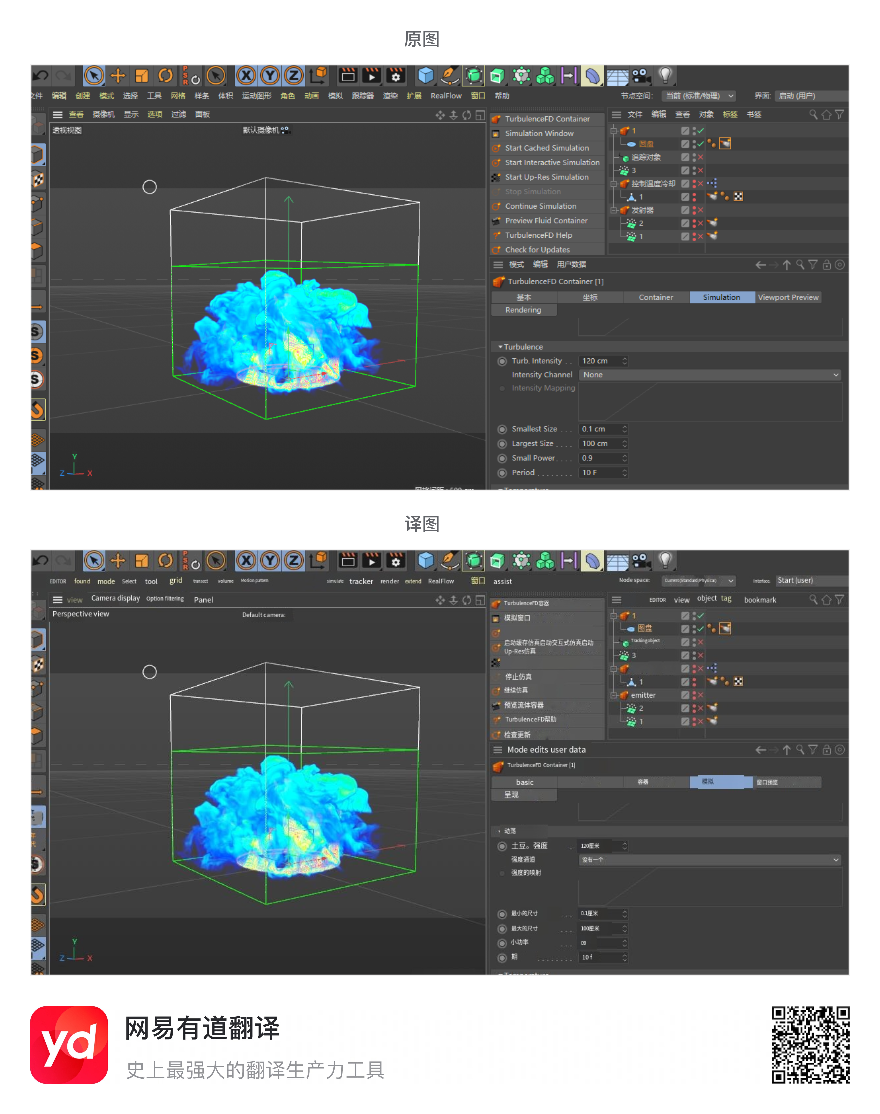 原图
文件 编辑 创建 模式 选择 工具 网格 样条 体积 运动图形 角色 动画 模拟 跟踪器 渲染 扩展 RealFlow 窗口 帮助 节点空间: 当前 (标准/物理) 界面: 启动 (用户)
查看 摄像机 显示 选项 过滤 面板
透视视图
默认摄像机
TurbulenceFD Container
Simulation Window
Start Cached Simulation
Start Interactive Simulation
Start Up-Res Simulation
Stop Simulation
Continue Simulation
Preview Fluid Container
TurbulenceFD Help
Check for Updates
文件 编辑 查看 对象 标签 书签
1
圆盘
追踪对象
3
控制温度冷却
1
发射器
2
1
模式 编辑 用户数据
TurbulenceFD Container [1]
基本 坐标 Container Simulation Viewport Preview
Rendering
Turbulence
Turb. Intensity . . 120 cm
Intensity Channel None
Intensity Mapping
Smallest Size . . . 0.1 cm
Largest Size . . . . 100 cm
Small Power. . . . 0.9
Period . . . . . . . . 10 F
Y
Z X
译图
EDITOR found mode Select tool grid transect volume Motion pattern simulate tracker render extend RealFlow 窗口 assist Node space: Current (Standard/Physical) Interface: Start (user)
view Camera display Option filtering Panel
Perspective view
Default camera:
TurbulenceFD容器
模拟窗口
启动缓存仿真启动交互式仿真启动
Up-Res仿真
停止仿真
继续仿真
预览流体容器
TurbulenceFD帮助
检查更新
EDITOR view object tag bookmark
1
图盘
Tracking object
3
1
emitter
2
1
Mode edits user data
TurbulenceFD Container [1]
basic 容器 模拟 窗口预览
呈现
动荡
土豆。强度 120厘米
强度通道 没有一个
强度的映射
最小的尺寸 . . . 0.1厘米
最大的尺寸 . . . 100厘米
小功率
期 . . . . . . . . 10 f
Y
Z X
yd
网易有道翻译
史上最强大的翻译生产力工具